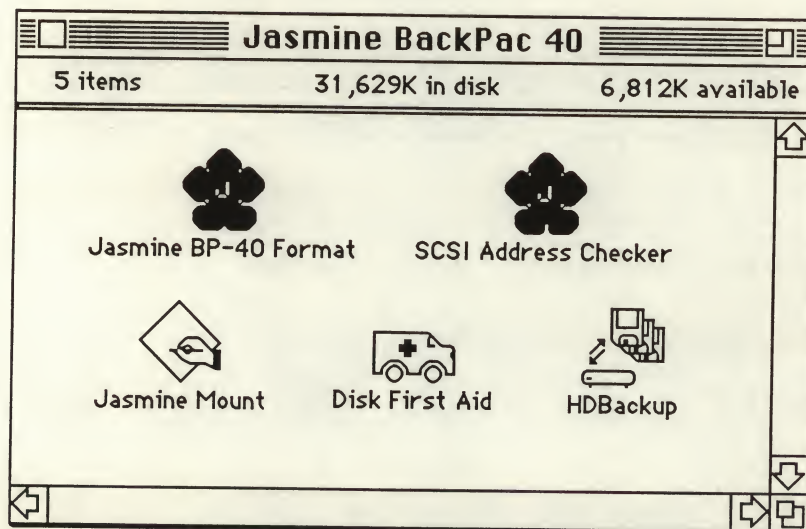 Jasmine BackPac 40
5 items 31,629K in disk 6,812K available
J J
Jasmine BP-40 Format SCSI Address Checker
Jasmine Mount Disk First Aid HDBackup